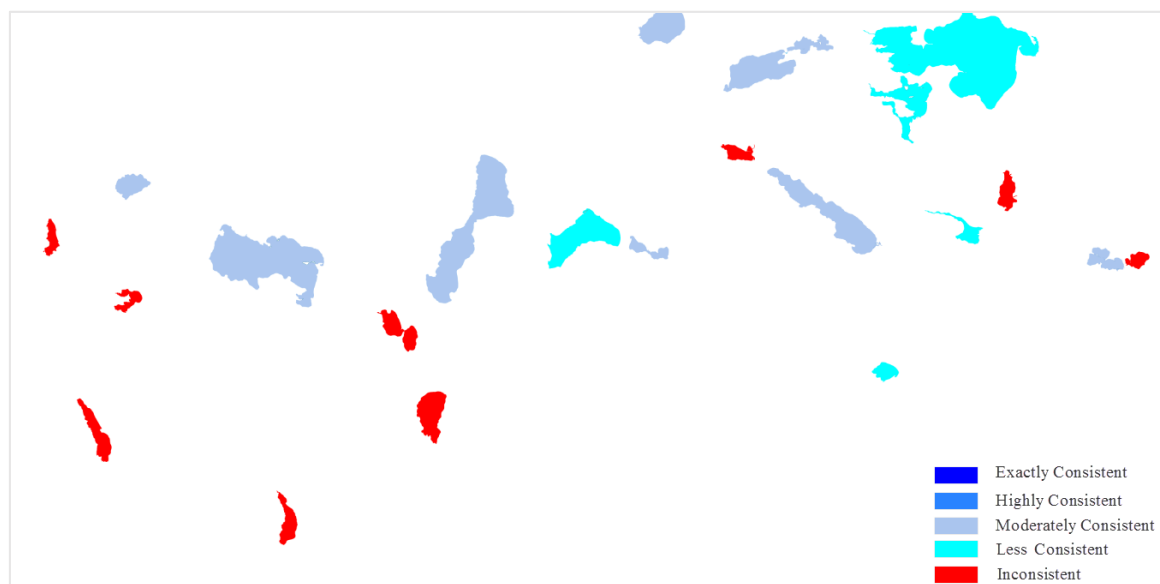 Exactly Consistent
Highly Consistent
Moderately Consistent
Less Consistent
Inconsistent